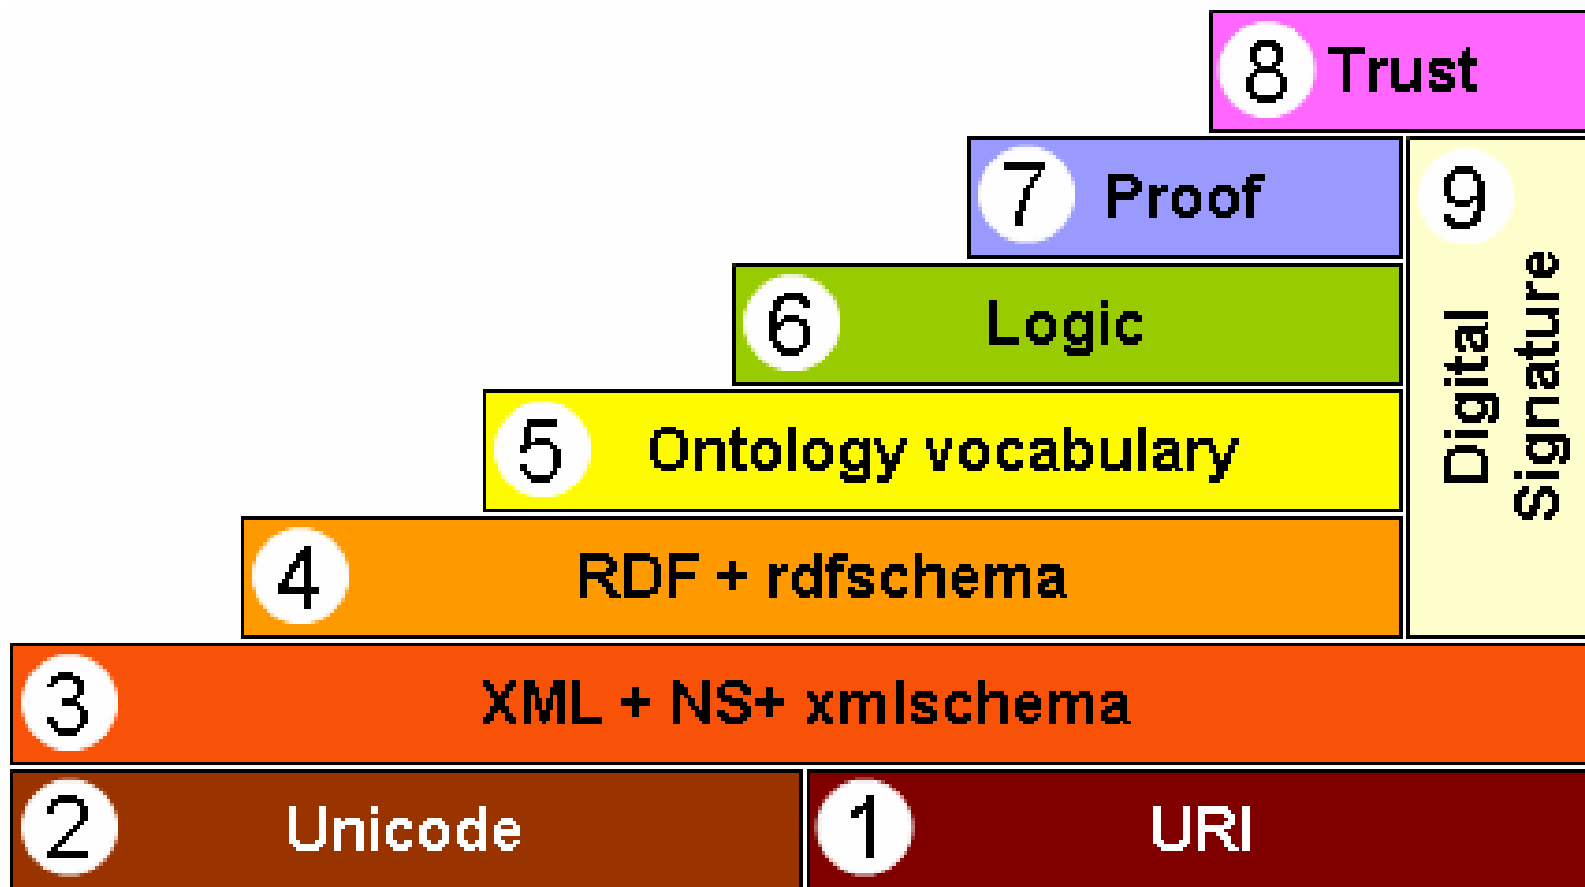 8 Trust
7 Proof
9 Digital
Signature
6 Logic
5 Ontology vocabulary
4 RDF + rdfschema
3 XML + NS+ xmlschema
2 Unicode
1 URI